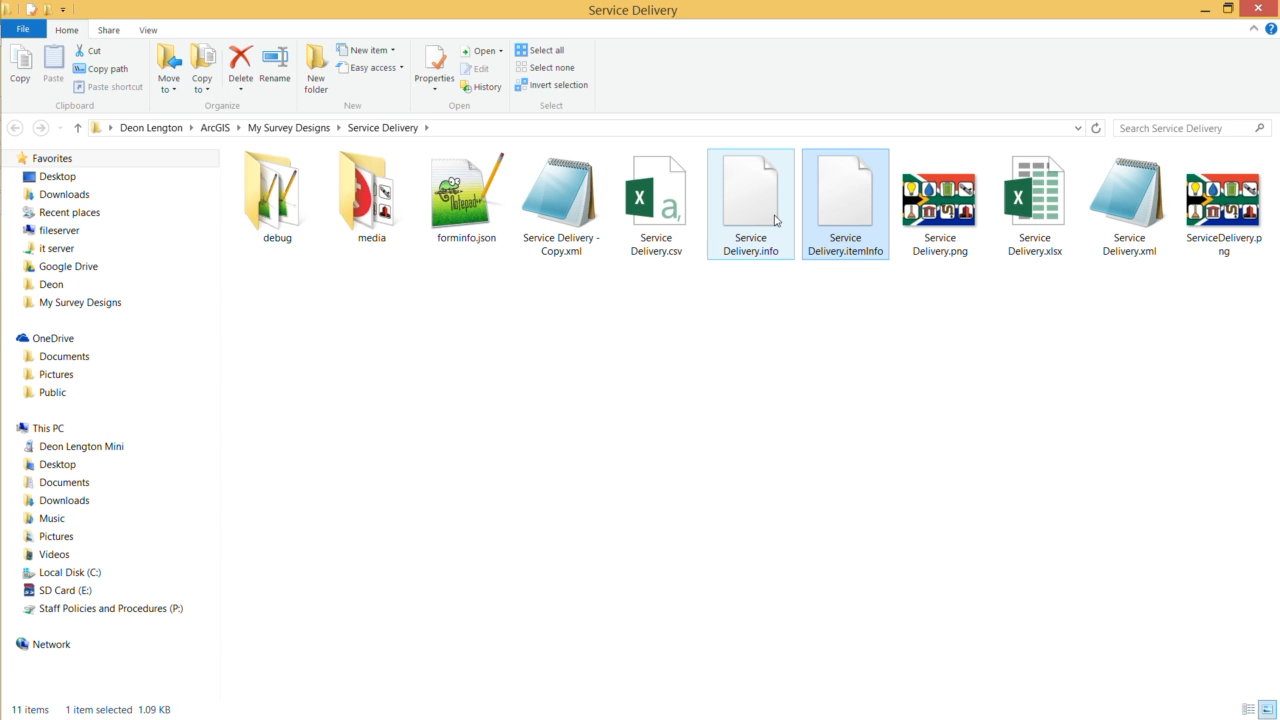 Service Delivery
File
Home
Share
View
Copy
Paste
Cut
Copy path
Paste shortcut
Clipboard
Move to
Copy to
Delete
Rename
Organize
New folder
New item
Easy access
New
Properties
Open
Edit
History
Open
Select all
Select none
Invert selection
Select
Deon Lengton
ArcGIS
My Survey Designs
Service Delivery
Search Service Delivery
Favorites
Desktop
Downloads
Recent places
fileserver
it server
Google Drive
Deon
My Survey Designs
OneDrive
Documents
Pictures
Public
This PC
Deon Lengton Mini
Desktop
Documents
Downloads
Music
Pictures
Videos
Local Disk (C:)
SD Card (E:)
Staff Policies and Procedures (P:)
Network
Notepad++
X
a,
X
debug
media
forminfo.json
Service Delivery -
Copy.xml
Service
Delivery.csv
Service
Delivery.info
Service
Delivery.itemInfo
Service
Delivery.png
Service
Delivery.xlsx
Service
Delivery.xml
ServiceDelivery.p
ng
11 items
1 item selected 1.09 KB